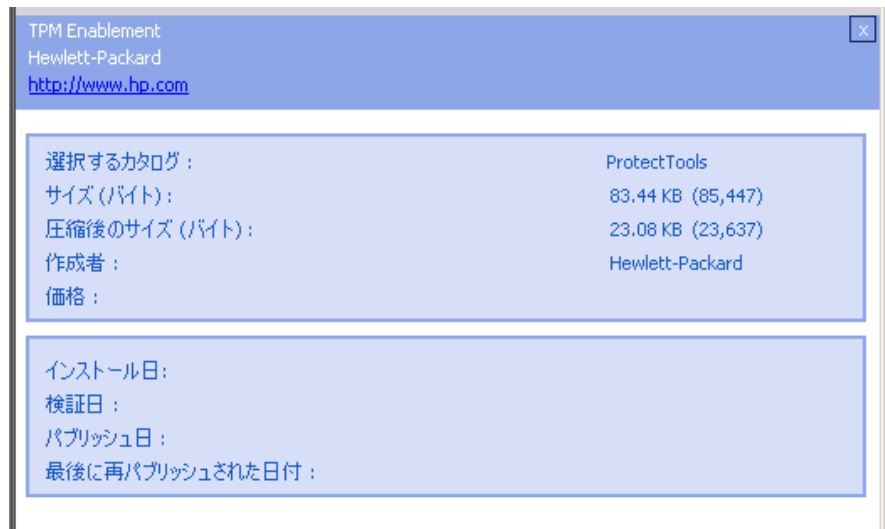 TPM Enablement
x
Hewlett-Packard
http://www.hp.com
選択するカタログ： ProtectTools
サイズ (バイト)： 83.44 KB (85,447)
圧縮後のサイズ (バイト)： 23.08 KB (23,637)
作成者： Hewlett-Packard
価格：
インストール日:
検証日：
パブリッシュ日：
最後に再パブリッシュされた日付：